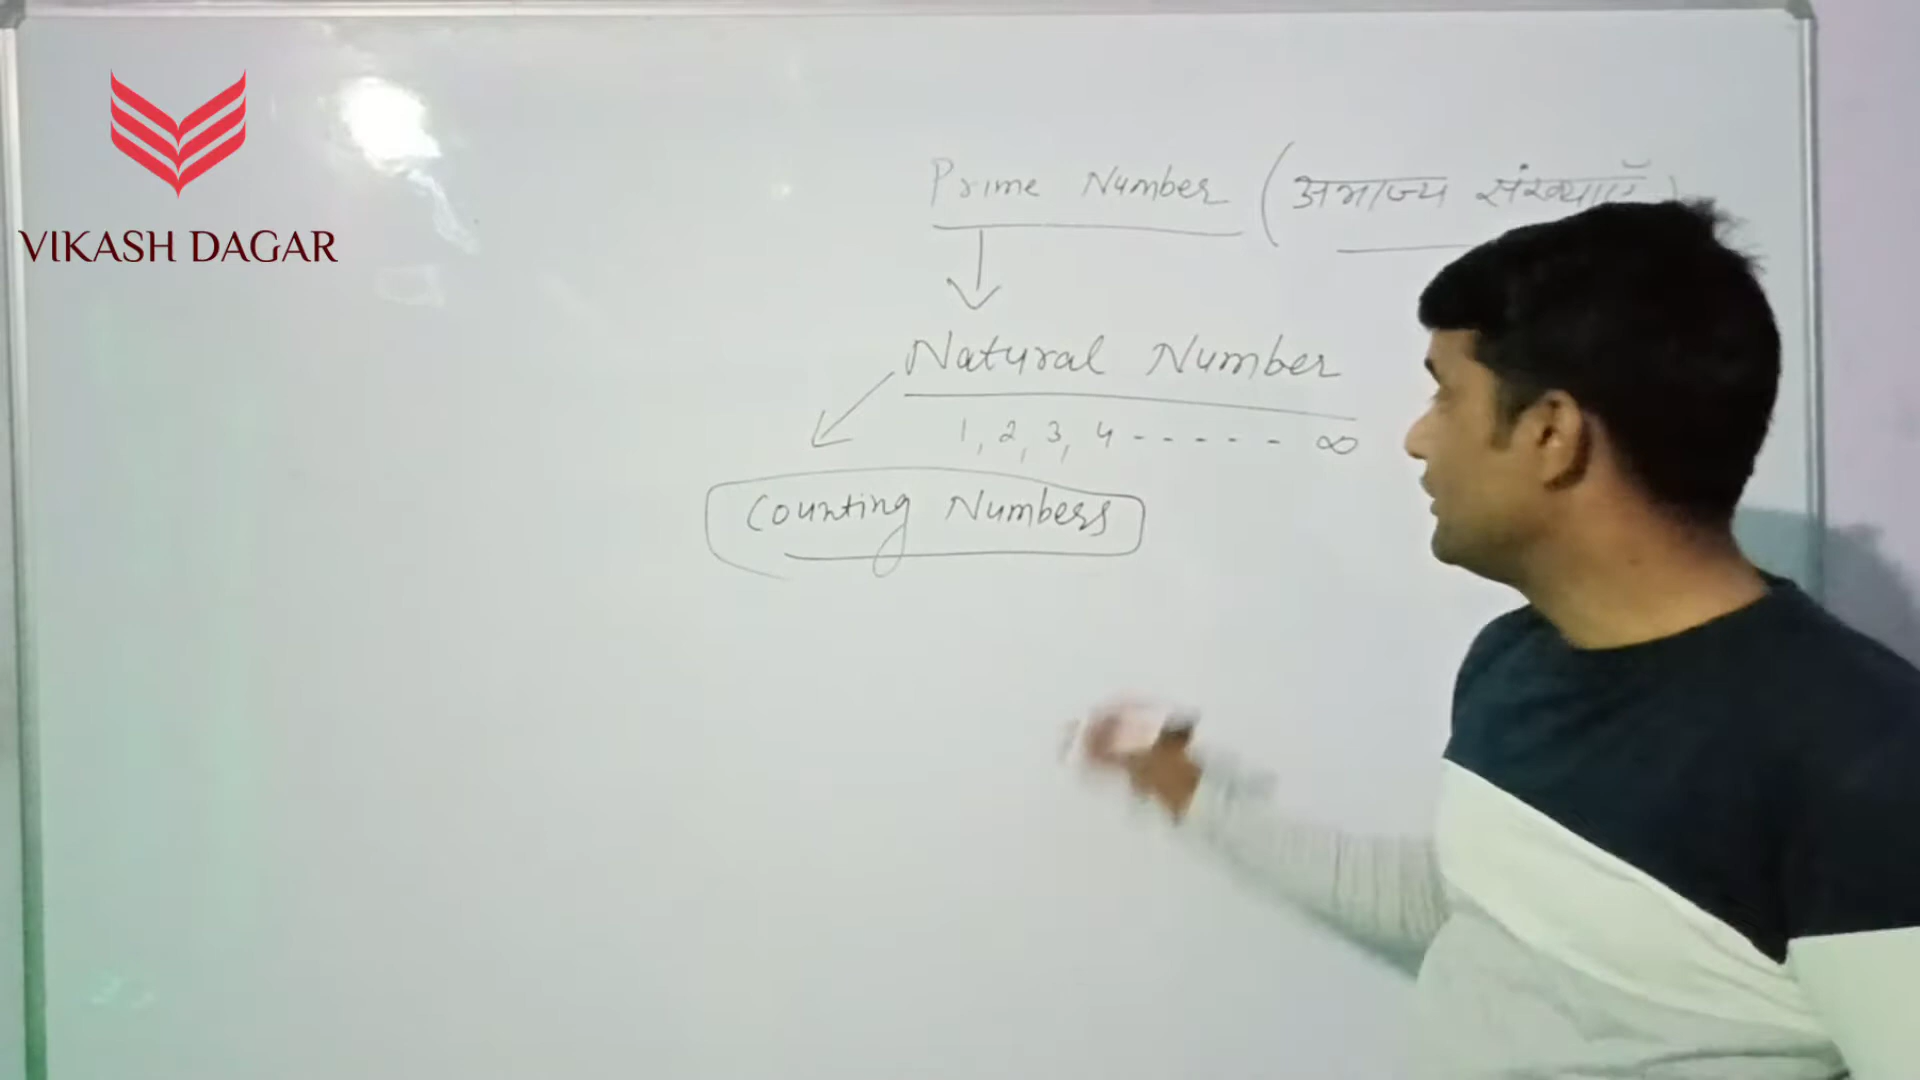 VIKASH DAGAR
Prime Number (अभाज्य संख्याएँ)
Natural Number
1, 2, 3, 4 - - - - - ∞
Counting Numbers